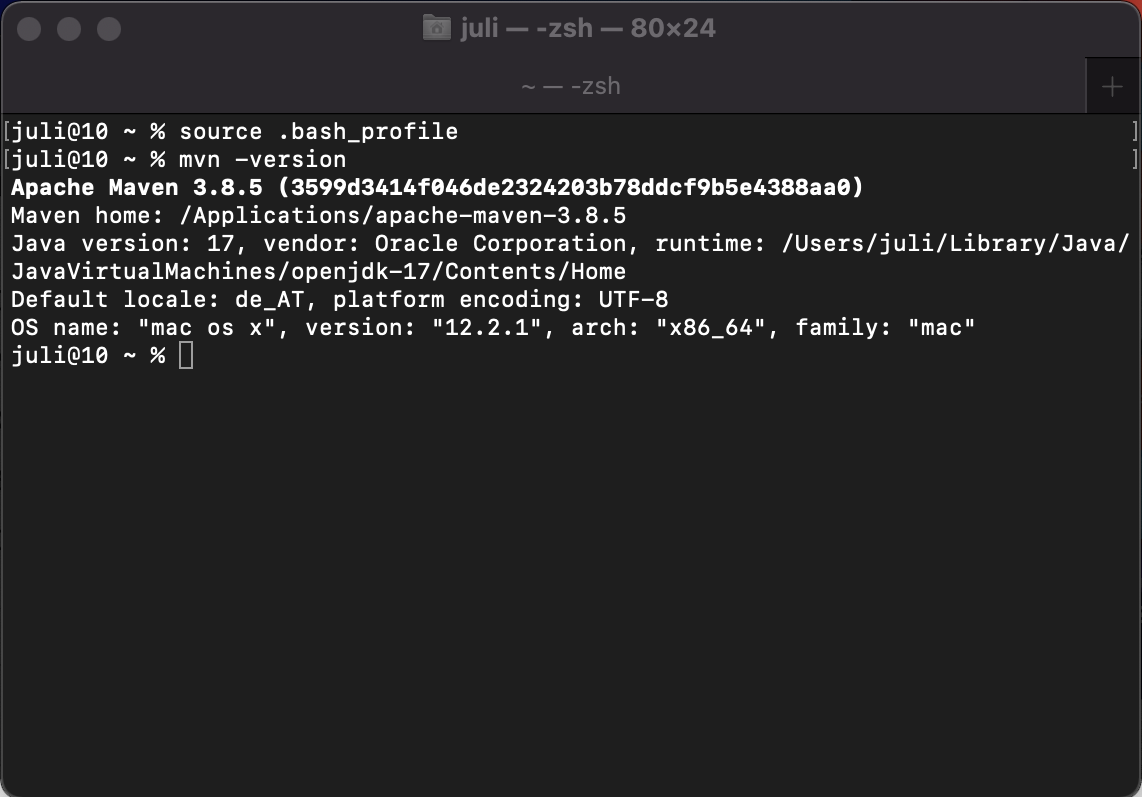 juli — -zsh — 80×24
~ — -zsh
+
[juli@10 ~ % source .bash_profile ]
[juli@10 ~ % mvn -version ]
Apache Maven 3.8.5 (3599d3414f046de2324203b78ddcf9b5e4388aa0)
Maven home: /Applications/apache-maven-3.8.5
Java version: 17, vendor: Oracle Corporation, runtime: /Users/juli/Library/Java/
JavaVirtualMachines/openjdk-17/Contents/Home
Default locale: de_AT, platform encoding: UTF-8
OS name: "mac os x", version: "12.2.1", arch: "x86_64", family: "mac"
juli@10 ~ %